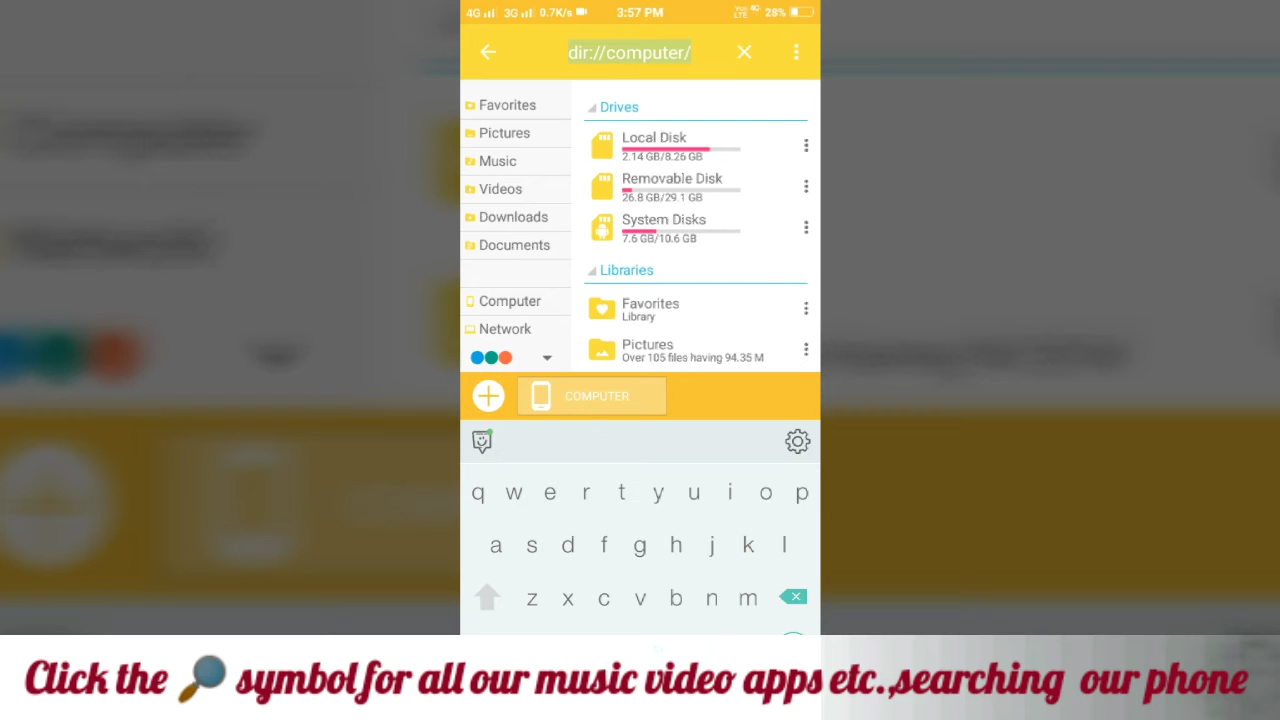 4G 3G 0.7K/s 3:57 PM VoLTE 4G 28%
dir://computer/
Favorites
Pictures
Music
Videos
Downloads
Documents
Computer
Network
Drives
Local Disk
2.14 GB/8.26 GB
Removable Disk
26.8 GB/29.1 GB
System Disks
7.6 GB/10.6 GB
Libraries
Favorites
Library
Pictures
Over 105 files having 94.35 M
COMPUTER
q w e r t y u i o p
a s d f g h j k l
z x c v b n m
Click the 🔎 symbol for all our music video apps etc.,searching our phone